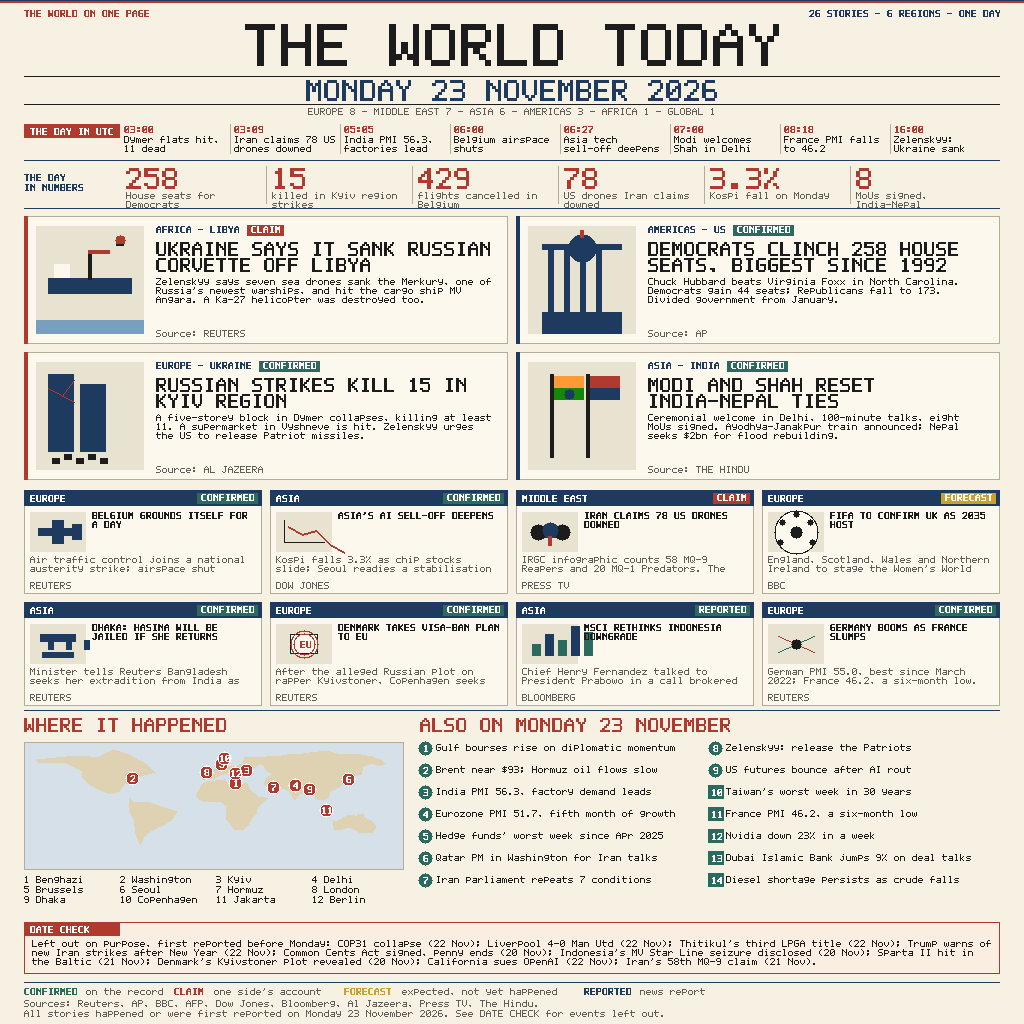 THE WORLD ON ONE PAGE
26 STORIES - 6 REGIONS - ONE DAY
THE WORLD TODAY
MONDAY 23 NOVEMBER 2026
EUROPE 8 - MIDDLE EAST 7 - ASIA 6 - AMERICAS 3 - AFRICA 1 - GLOBAL 1
THE DAY IN UTC
03:00
Dymer flats hit,
11 dead
03:09
Iran claims 78 US
drones downed
05:05
India PMI 56.3,
factories lead
06:00
Belgium airspace
shuts
06:27
Asia tech
sell-off deepens
07:00
Modi welcomes
Shah in Delhi
08:18
France PMI falls
to 46.2
16:00
Zelenskyy:
Ukraine sank
THE DAY
IN NUMBERS
258
House seats for
Democrats
15
killed in Kyiv region
strikes
429
flights cancelled in
Belgium
78
US drones Iran claims
downed
3.3%
Kospi fall on Monday
8
MoUs signed,
India-Nepal
AFRICA - LIBYA CLAIM
UKRAINE SAYS IT SANK RUSSIAN
CORVETTE OFF LIBYA
Zelenskyy says seven sea drones sank the Merkury, one of
Russia's newest warships, and hit the cargo ship MV
Angara. A Ka-27 helicopter was destroyed too.
Source: REUTERS
AMERICAS - US CONFIRMED
DEMOCRATS CLINCH 258 HOUSE
SEATS, BIGGEST SINCE 1992
Chuck Hubbard beats Virginia Foxx in North Carolina.
Democrats gain 44 seats; Republicans fall to 173.
Divided government from January.
Source: AP
EUROPE - UKRAINE CONFIRMED
RUSSIAN STRIKES KILL 15 IN
KYIV REGION
A five-storey block in Dymer collapses, killing at least
11. A supermarket in Vyshneve is hit. Zelenskyy urges
the US to release Patriot missiles.
Source: AL JAZEERA
ASIA - INDIA CONFIRMED
MODI AND SHAH RESET
INDIA-NEPAL TIES
Ceremonial welcome in Delhi, 100-minute talks, eight
MoUs signed. Ayodhya-Janakpur train announced; Nepal
seeks $2bn for flood rebuilding.
Source: THE HINDU
EUROPE CONFIRMED
BELGIUM GROUNDS ITSELF FOR
A DAY
Air traffic control joins a national
austerity strike; airspace shut
REUTERS
ASIA CONFIRMED
ASIA'S AI SELL-OFF DEEPENS
Kospi falls 3.3% as chip stocks
slide; Seoul readies a stabilisation
DOW JONES
MIDDLE EAST CLAIM
IRAN CLAIMS 78 US DRONES
DOWNED
IRGC infographic counts 58 MQ-9
Reapers and 20 MQ-1 Predators. The
PRESS TV
EUROPE FORECAST
FIFA TO CONFIRM UK AS 2035
HOST
England, Scotland, Wales and Northern
Ireland to stage the Women's World
BBC
ASIA CONFIRMED
DHAKA: HASINA WILL BE
JAILED IF SHE RETURNS
Minister tells Reuters Bangladesh
seeks her extradition from India as
REUTERS
EUROPE CONFIRMED
EU
DENMARK TAKES VISA-BAN PLAN
TO EU
After the alleged Russian plot on
rapper Kyivstoner, Copenhagen seeks
REUTERS
ASIA REPORTED
MSCI RETHINKS INDONESIA
DOWNGRADE
Chief Henry Fernandez talked to
President Prabowo in a call brokered
BLOOMBERG
EUROPE CONFIRMED
GERMANY BOOMS AS FRANCE
SLUMPS
German PMI 55.0, best since March
2022; France 46.2, a six-month low.
REUTERS
WHERE IT HAPPENED
2
8
9
10
12
3
1
7
4
9
6
11
1 Benghazi 2 Washington 3 Kyiv 4 Delhi
5 Brussels 6 Seoul 7 Hormuz 8 London
9 Dhaka 10 Copenhagen 11 Jakarta 12 Berlin
ALSO ON MONDAY 23 NOVEMBER
1 Gulf bourses rise on diplomatic momentum
2 Brent near $93; Hormuz oil flows slow
3 India PMI 56.3, factory demand leads
4 Eurozone PMI 51.7, fifth month of growth
5 Hedge funds' worst week since Apr 2025
6 Qatar PM in Washington for Iran talks
7 Iran Parliament repeats 7 conditions
8 Zelenskyy: release the Patriots
9 US futures bounce after AI rout
10 Taiwan's worst week in 30 years
11 France PMI 46.2, a six-month low
12 Nvidia down 23% in a week
13 Dubai Islamic Bank jumps 9% on deal talks
14 Diesel shortage persists as crude falls
DATE CHECK
Left out on purpose, first reported before Monday: COP31 collapse (22 Nov); Liverpool 4-0 Man Utd (22 Nov); Thitikul's third LPGA title (22 Nov); Trump warns of
new Iran strikes after New Year (22 Nov); Common Cents Act signed, Penny ends (20 Nov); Indonesia's MV Star Line seizure disclosed (20 Nov); Sparta II hit in
the Baltic (21 Nov); Denmark's Kyivstoner Plot revealed (20 Nov); California sues OpenAI (22 Nov); Iran's 58th MQ-9 claim (21 Nov).
CONFIRMED on the record CLAIM one side's account FORECAST expected, not yet happened REPORTED news report
Sources: Reuters, AP, BBC, AFP, Dow Jones, Bloomberg, Al Jazeera, Press TV, The Hindu.
All stories happened or were first reported on Monday 23 November 2026. See DATE CHECK for events left out.